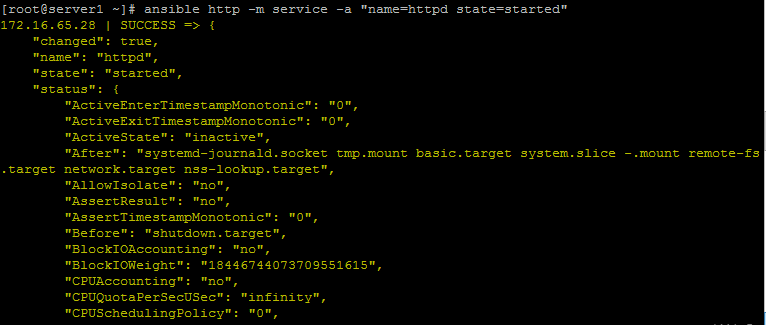 [root@server1 ~]# ansible http -m service -a "name=httpd state=started"
172.16.65.28 | SUCCESS => {
    "changed": true,
    "name": "httpd",
    "state": "started",
    "status": {
        "ActiveEnterTimestampMonotonic": "0",
        "ActiveExitTimestampMonotonic": "0",
        "ActiveState": "inactive",
        "After": "systemd-journald.socket tmp.mount basic.target system.slice -.mount remote-fs
.target network.target nss-lookup.target",
        "AllowIsolate": "no",
        "AssertResult": "no",
        "AssertTimestampMonotonic": "0",
        "Before": "shutdown.target",
        "BlockIOAccounting": "no",
        "BlockIOWeight": "18446744073709551615",
        "CPUAccounting": "no",
        "CPUQuotaPerSecUSec": "infinity",
        "CPUSchedulingPolicy": "0",